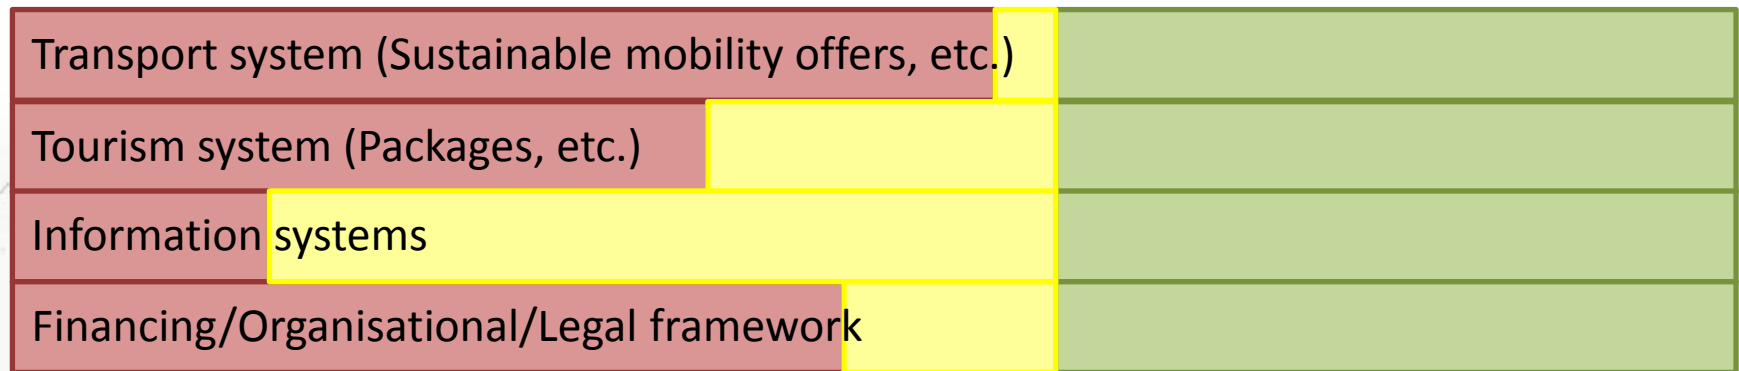 Transport system (Sustainable mobility offers, etc.)
Tourism system (Packages, etc.)
Information systems
Financing/Organisational/Legal framework